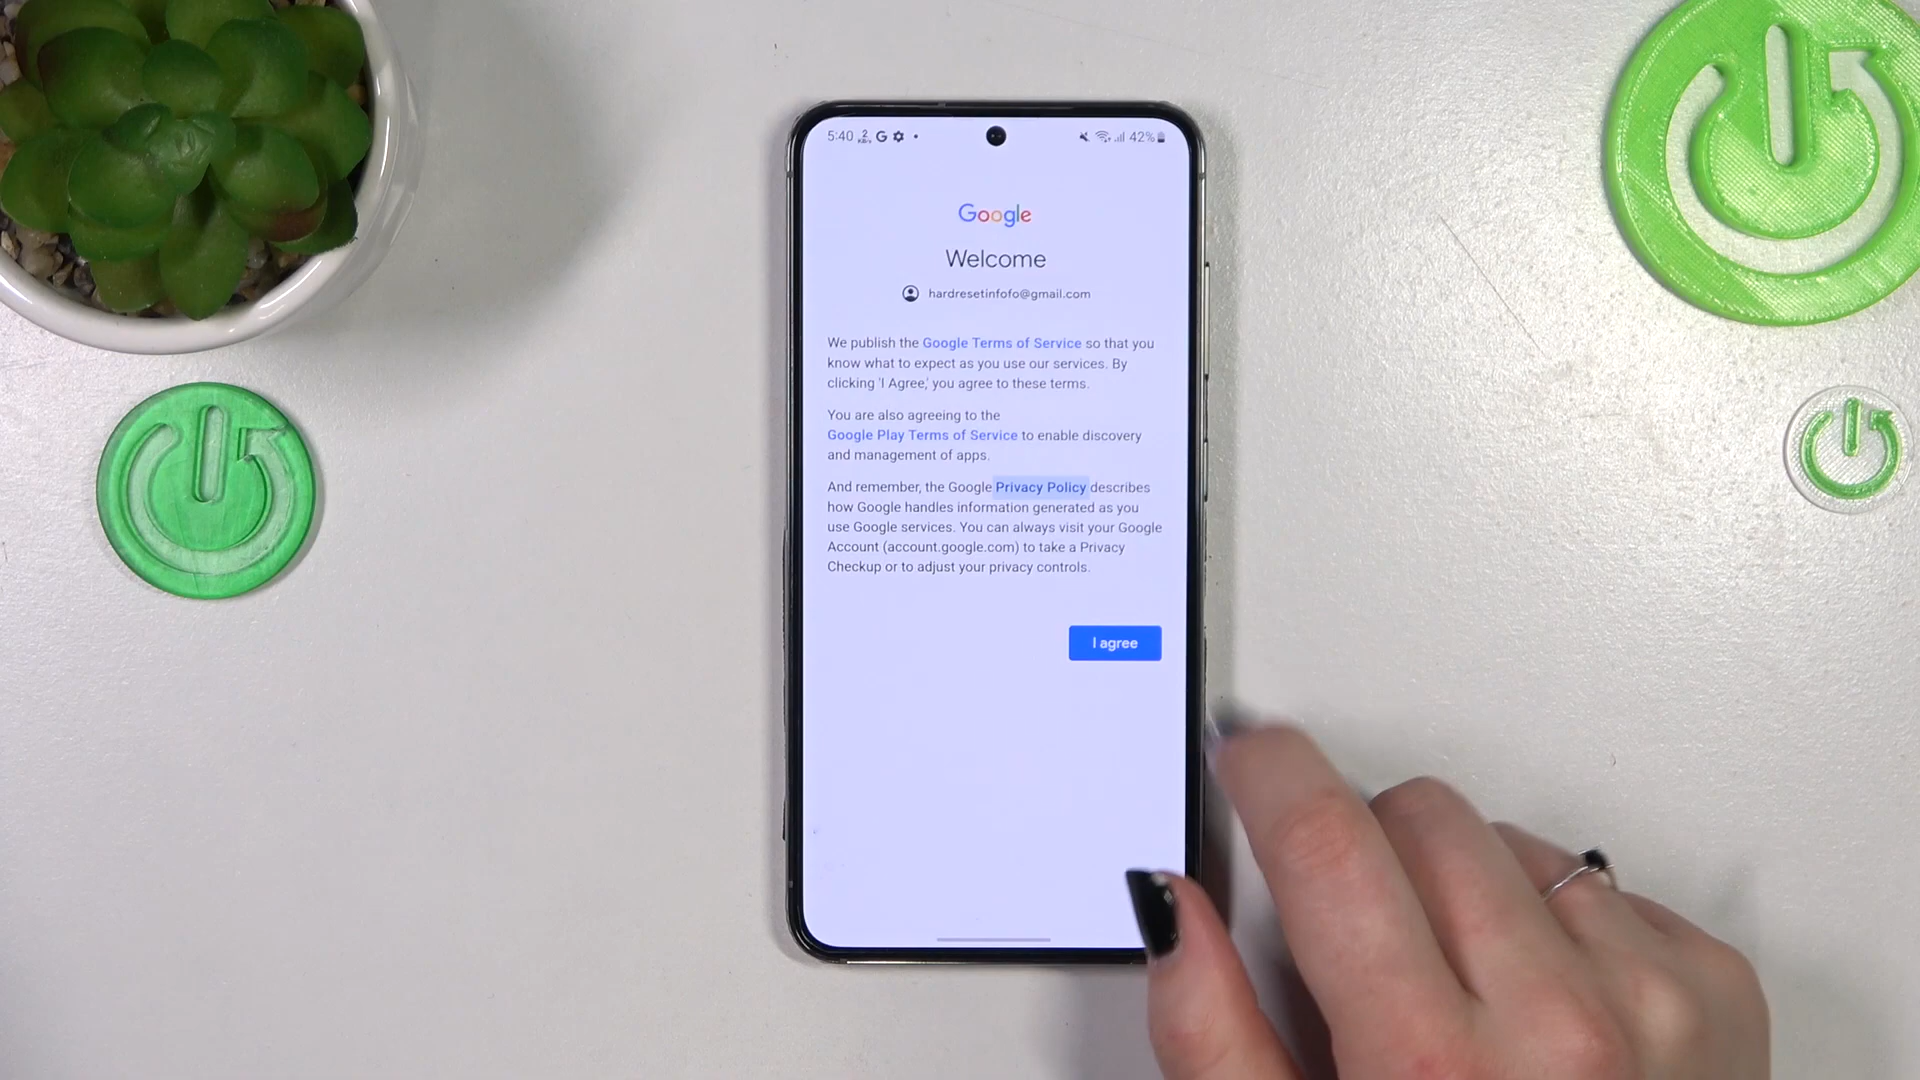 5:40 2 KB/s G 42%
Google
Welcome
hardresetinfofo@gmail.com
We publish the Google Terms of Service so that you
know what to expect as you use our services. By
clicking 'I Agree,' you agree to these terms.
You are also agreeing to the
Google Play Terms of Service to enable discovery
and management of apps.
And remember, the Google Privacy Policy describes
how Google handles information generated as you
use Google services. You can always visit your Google
Account (account.google.com) to take a Privacy
Checkup or to adjust your privacy controls.
I agree